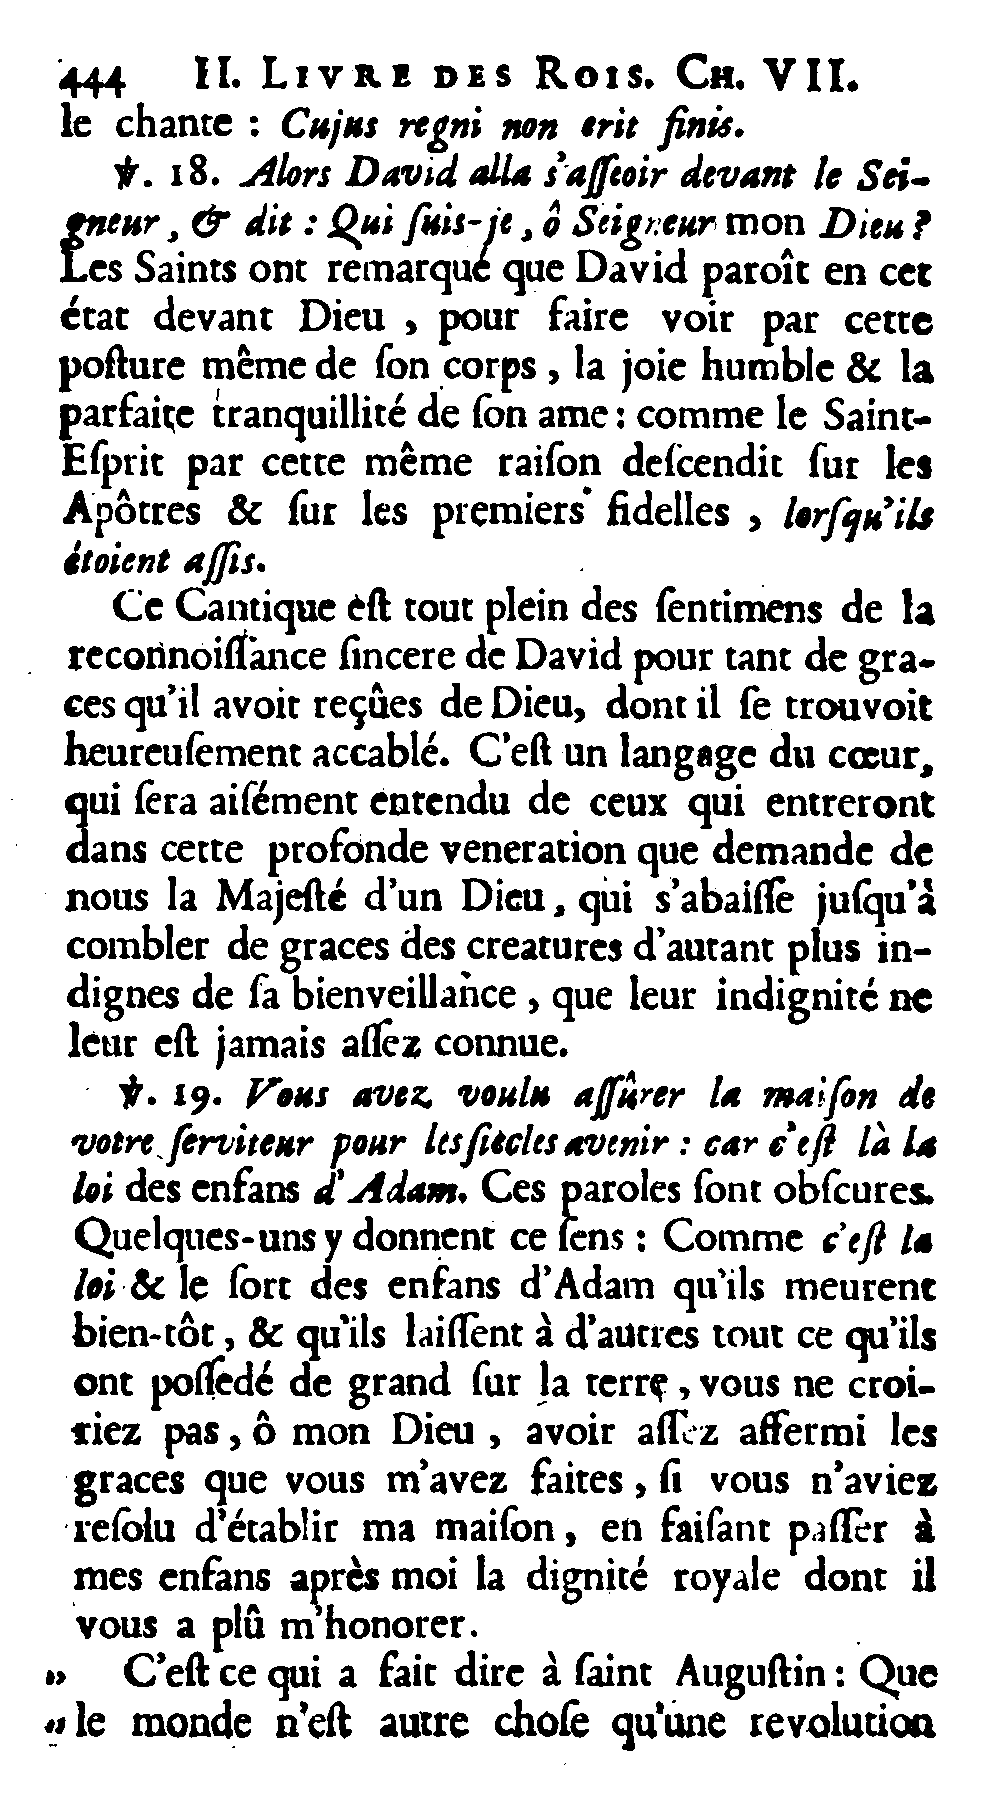 444 II. LIVRE DES ROIS. CH. VII.
le chante : Cujus regni non erit finis.
℣. 18. Alors David alla s'aſſeoir devant le Sei-
gneur, & dit : Qui ſuis-je, ô Seigneur mon Dieu ?
Les Saints ont remarqué que David paroît en cet
état devant Dieu , pour faire voir par cette
poſture même de ſon corps , la joie humble & la
parfaite tranquillité de ſon ame : comme le Saint-
Eſprit par cette même raiſon deſcendit ſur les
Apôtres & ſur les premiers fidelles , lorſqu'ils
étoient aſſis.
Ce Cantique eſt tout plein des ſentimens de la
reconnoiſſance ſincere de David pour tant de gra-
ces qu'il avoit reçûes de Dieu, dont il ſe trouvoit
heureuſement accablé. C'eſt un langage du cœur,
qui ſera aiſément entendu de ceux qui entreront
dans cette profonde veneration que demande de
nous la Majeſté d'un Dieu, qui s'abaiſſe juſqu'à
combler de graces des creatures d'autant plus in-
dignes de ſa bienveillance , que leur indignité ne
leur eſt jamais aſſez connue.
℣. 19. Vous avez voulu aſſûrer la maiſon de
votre ſerviteur pour les ſiècles avenir : car c'eſt là la
loi des enfans d'Adam. Ces paroles ſont obſcures.
Quelques-uns y donnent ce ſens : Comme c'eſt la
loi & le ſort des enfans d'Adam qu'ils meurent
bien-tôt, & qu'ils laiſſent à d'autres tout ce qu'ils
ont poſſedé de grand ſur la terre , vous ne croi-
riez pas , ô mon Dieu , avoir aſſez affermi les
graces que vous m'avez faites , ſi vous n'aviez
reſolu d'établir ma maiſon, en faiſant paſſer à
mes enfans après moi la dignité royale dont il
vous a plû m'honorer.
„ C'eſt ce qui a fait dire à ſaint Auguſtin : Que
„ le monde n'eſt autre choſe qu'une revolution